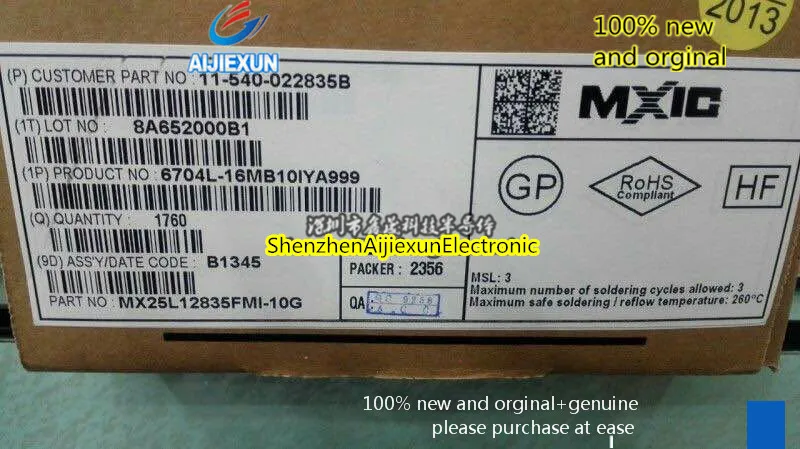 2013
100% new
and orginal
AIJIEXUN
(P) CUSTOMER PART NO : 11-540-022835B
MXIC
(1T) LOT NO : 8A652000B1
(1P) PRODUCT NO : 6704L-16MB10IYA999
GP
RoHS
Compliant
HF
(Q) QUANTITY : 1760
ShenzhenAijiexunElectronic
(9D) ASS'Y/DATE CODE : B1345
PACKER : 2356
MSL: 3
Maximum number of soldering cycles allowed: 3
Maximum safe soldering / reflow temperature: 260°C
PART NO : MX25L12835FMI-10G
QA
100% new and orginal+genuine
please purchase at ease